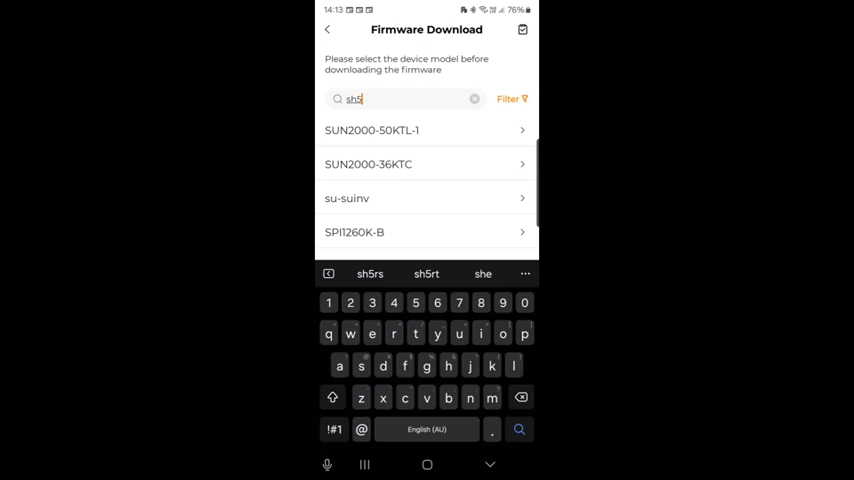 14:13 76%
Firmware Download
Please select the device model before
downloading the firmware
sh5 Filter
SUN2000-50KTL-1
SUN2000-36KTC
su-suinv
SPI1260K-B
sh5rs sh5rt she ...
1 2 3 4 5 6 7 8 9 0
q w e r t y u i o p
a s d f g h j k l
z x c v b n m
!#1 @ English (AU) .